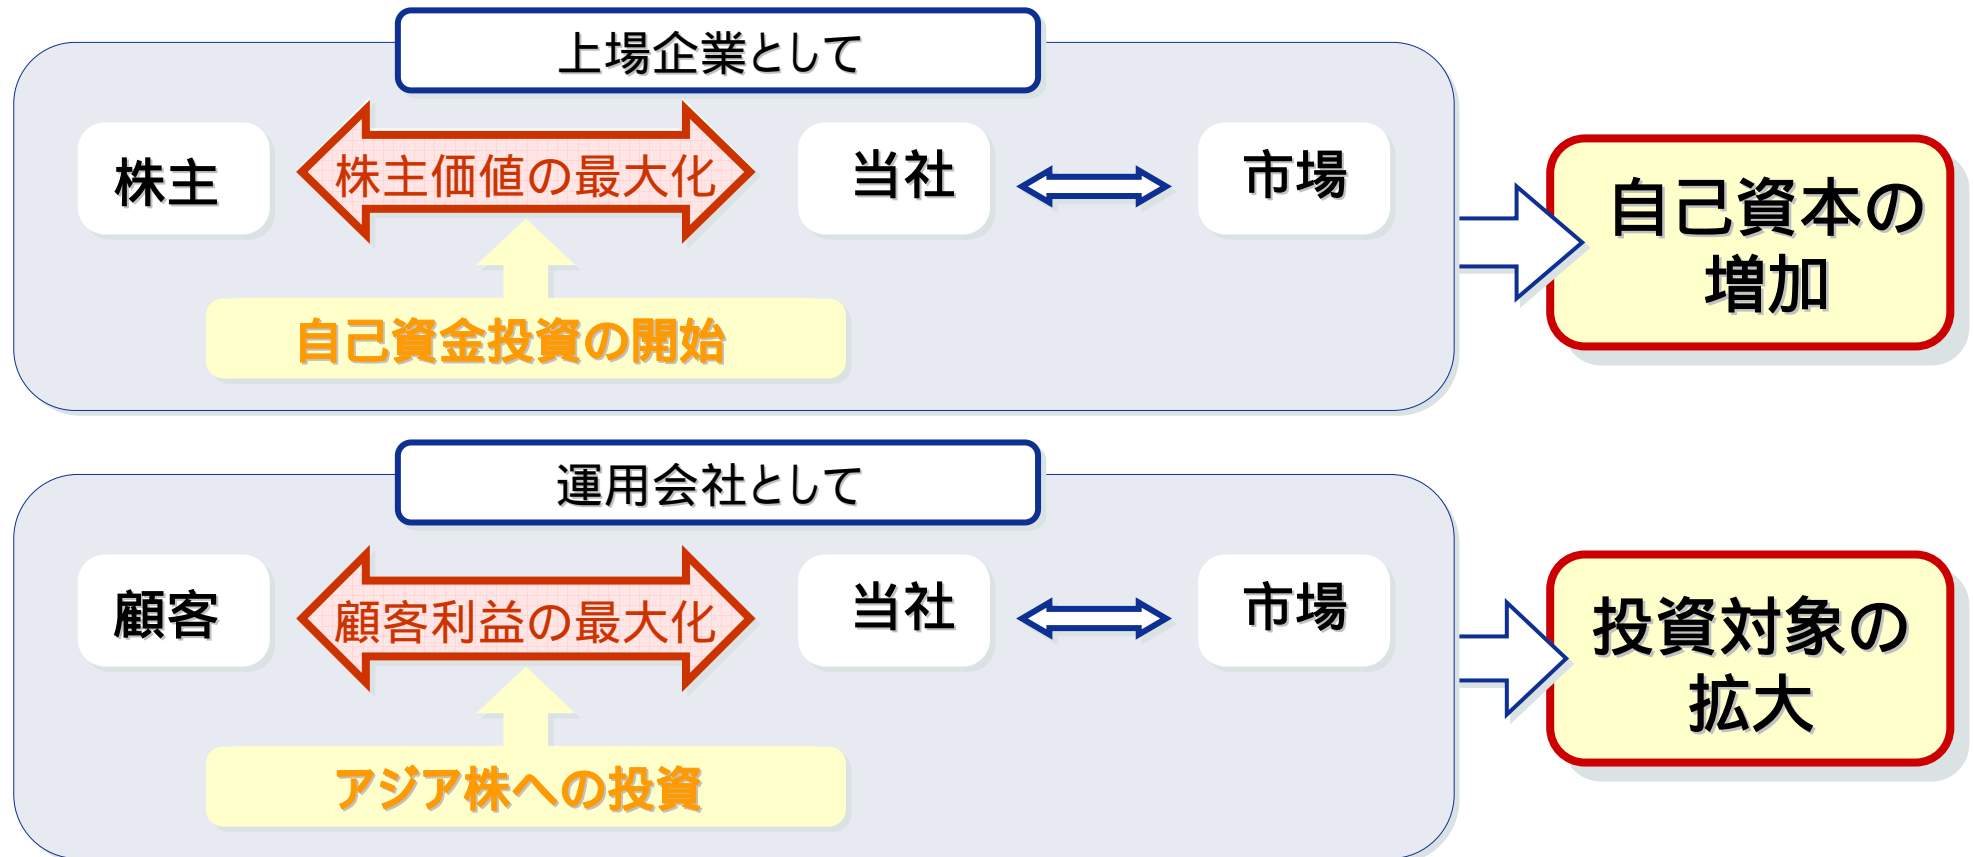 上場企業として
株主
株主価値の最大化
当社
市場
自己資金投資の開始
自己資本の
増加
運用会社として
顧客
顧客利益の最大化
当社
市場
アジア株への投資
投資対象の
拡大